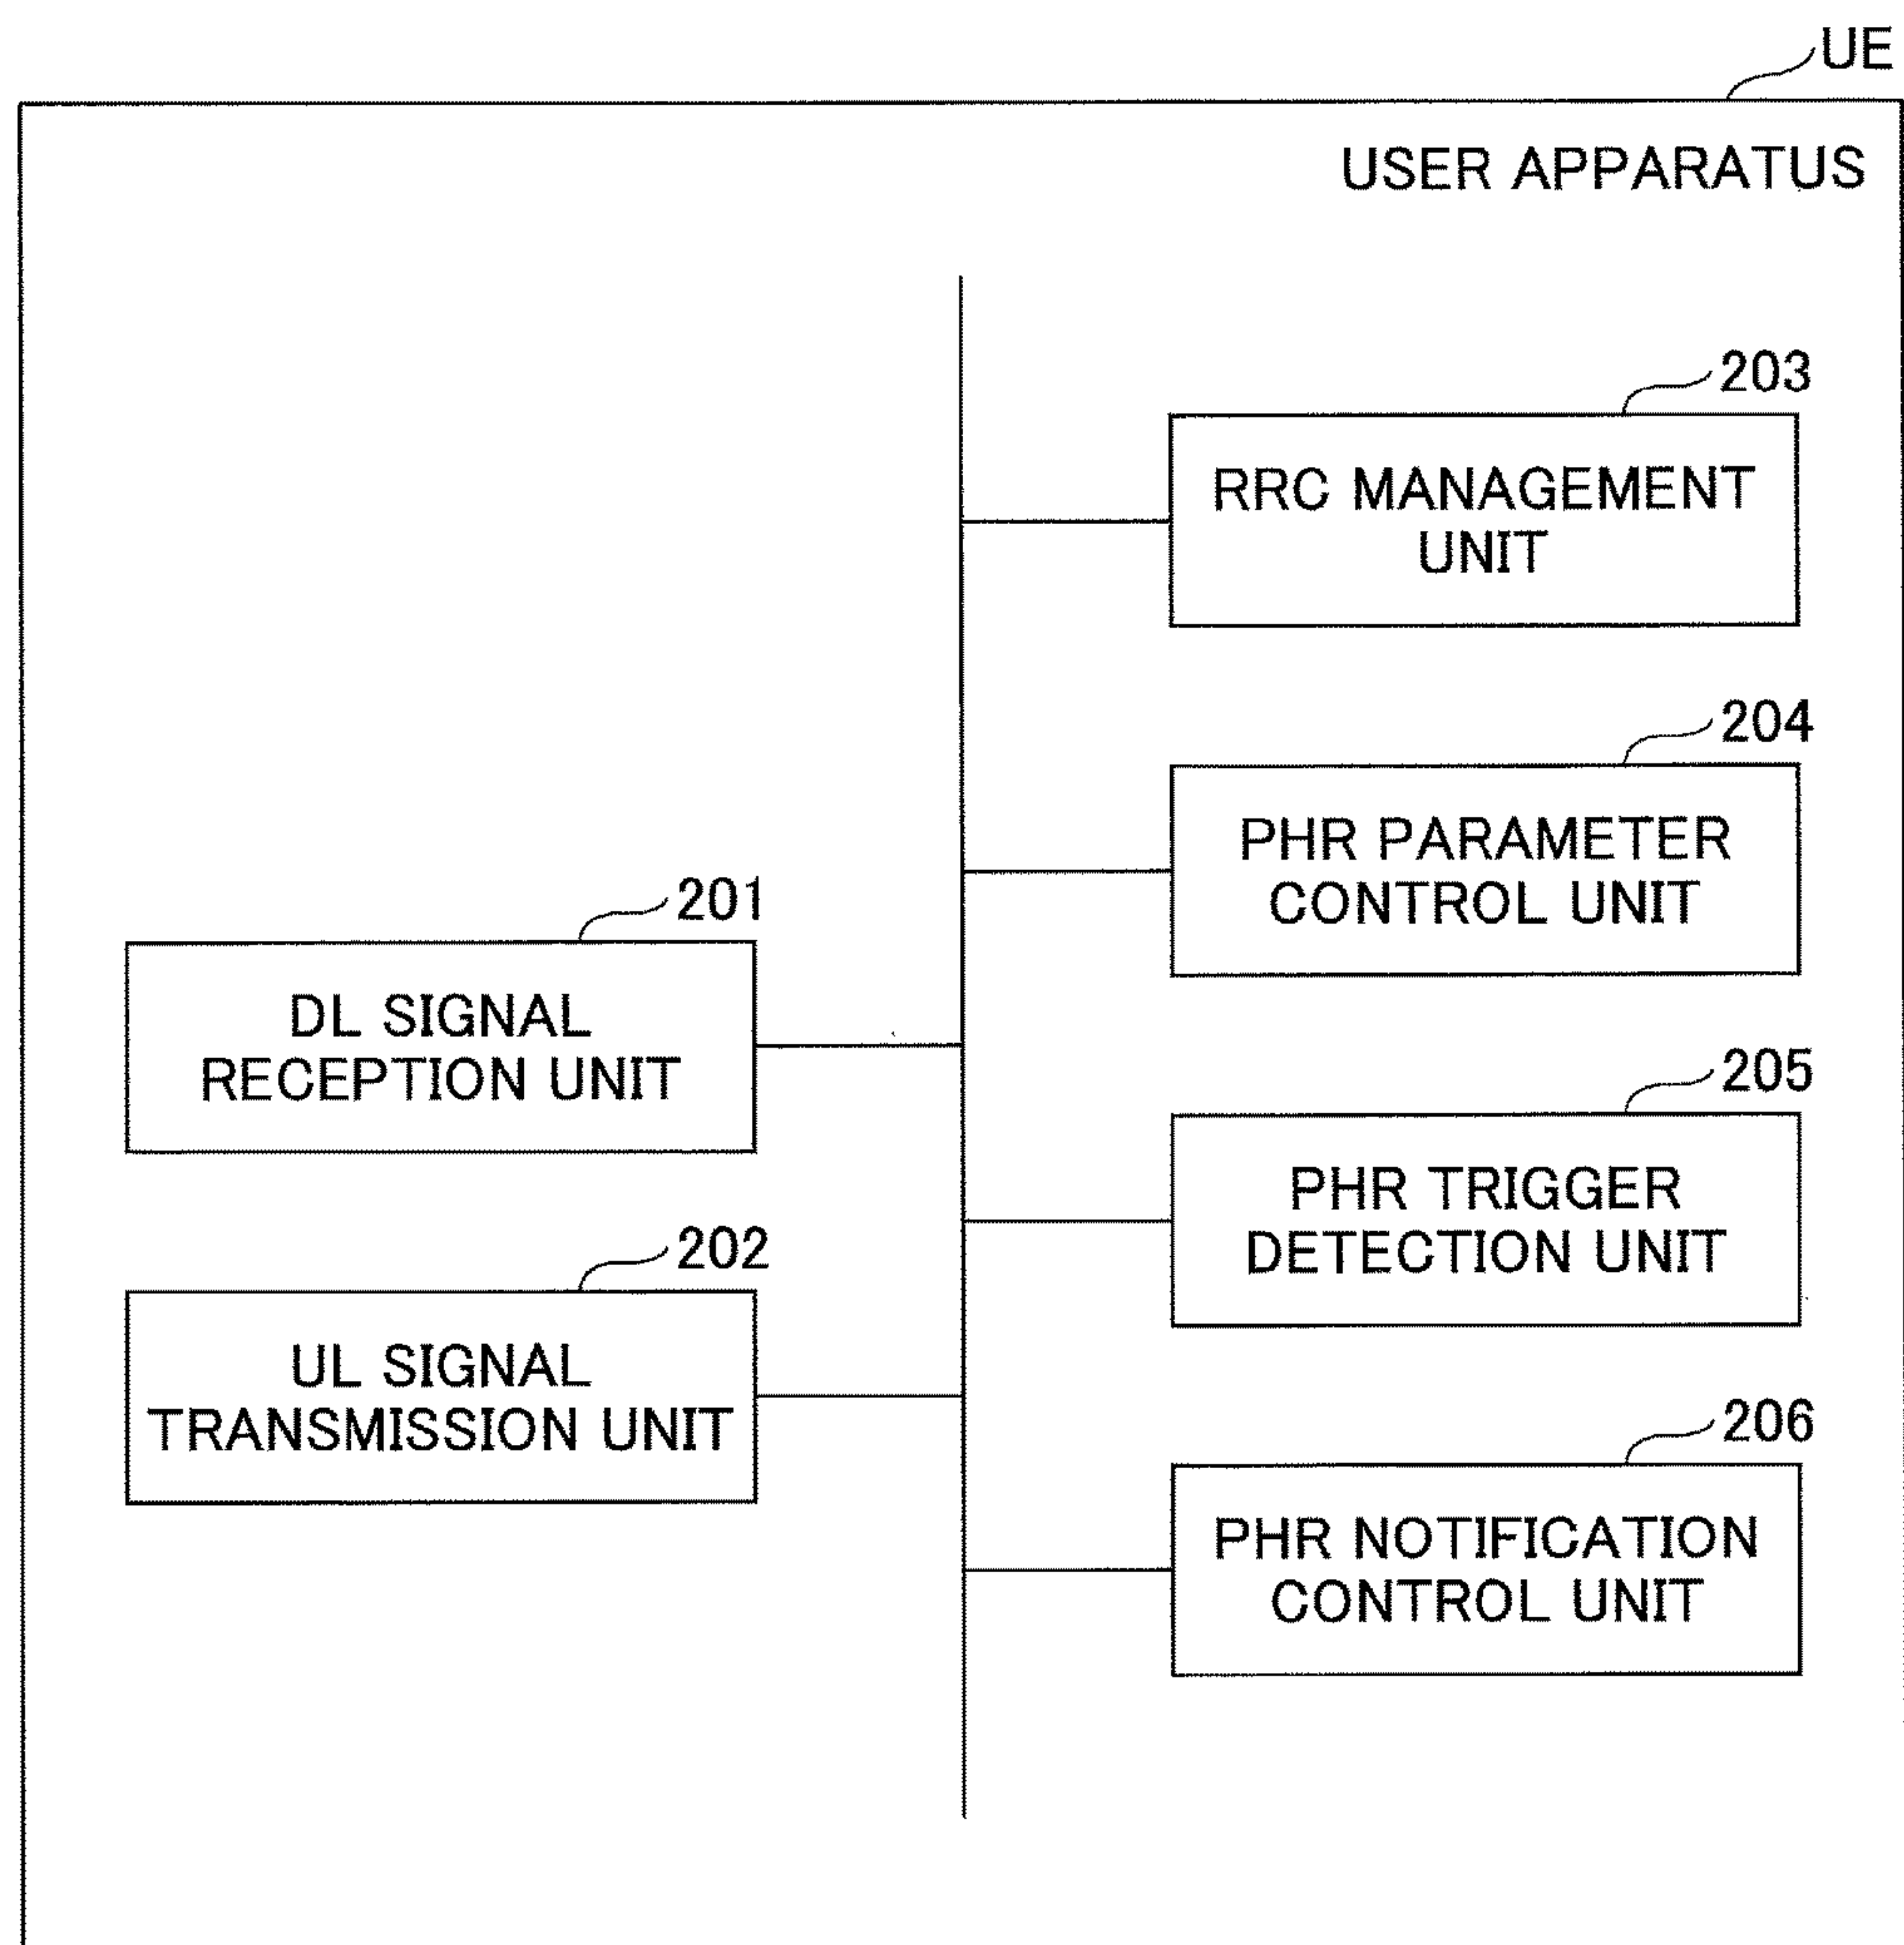 UE
USER APPARATUS
203
RRC MANAGEMENT
UNIT
204
PHR PARAMETER
CONTROL UNIT
201
DL SIGNAL
RECEPTION UNIT
205
PHR TRIGGER
DETECTION UNIT
202
UL SIGNAL
TRANSMISSION UNIT
206
PHR NOTIFICATION
CONTROL UNIT